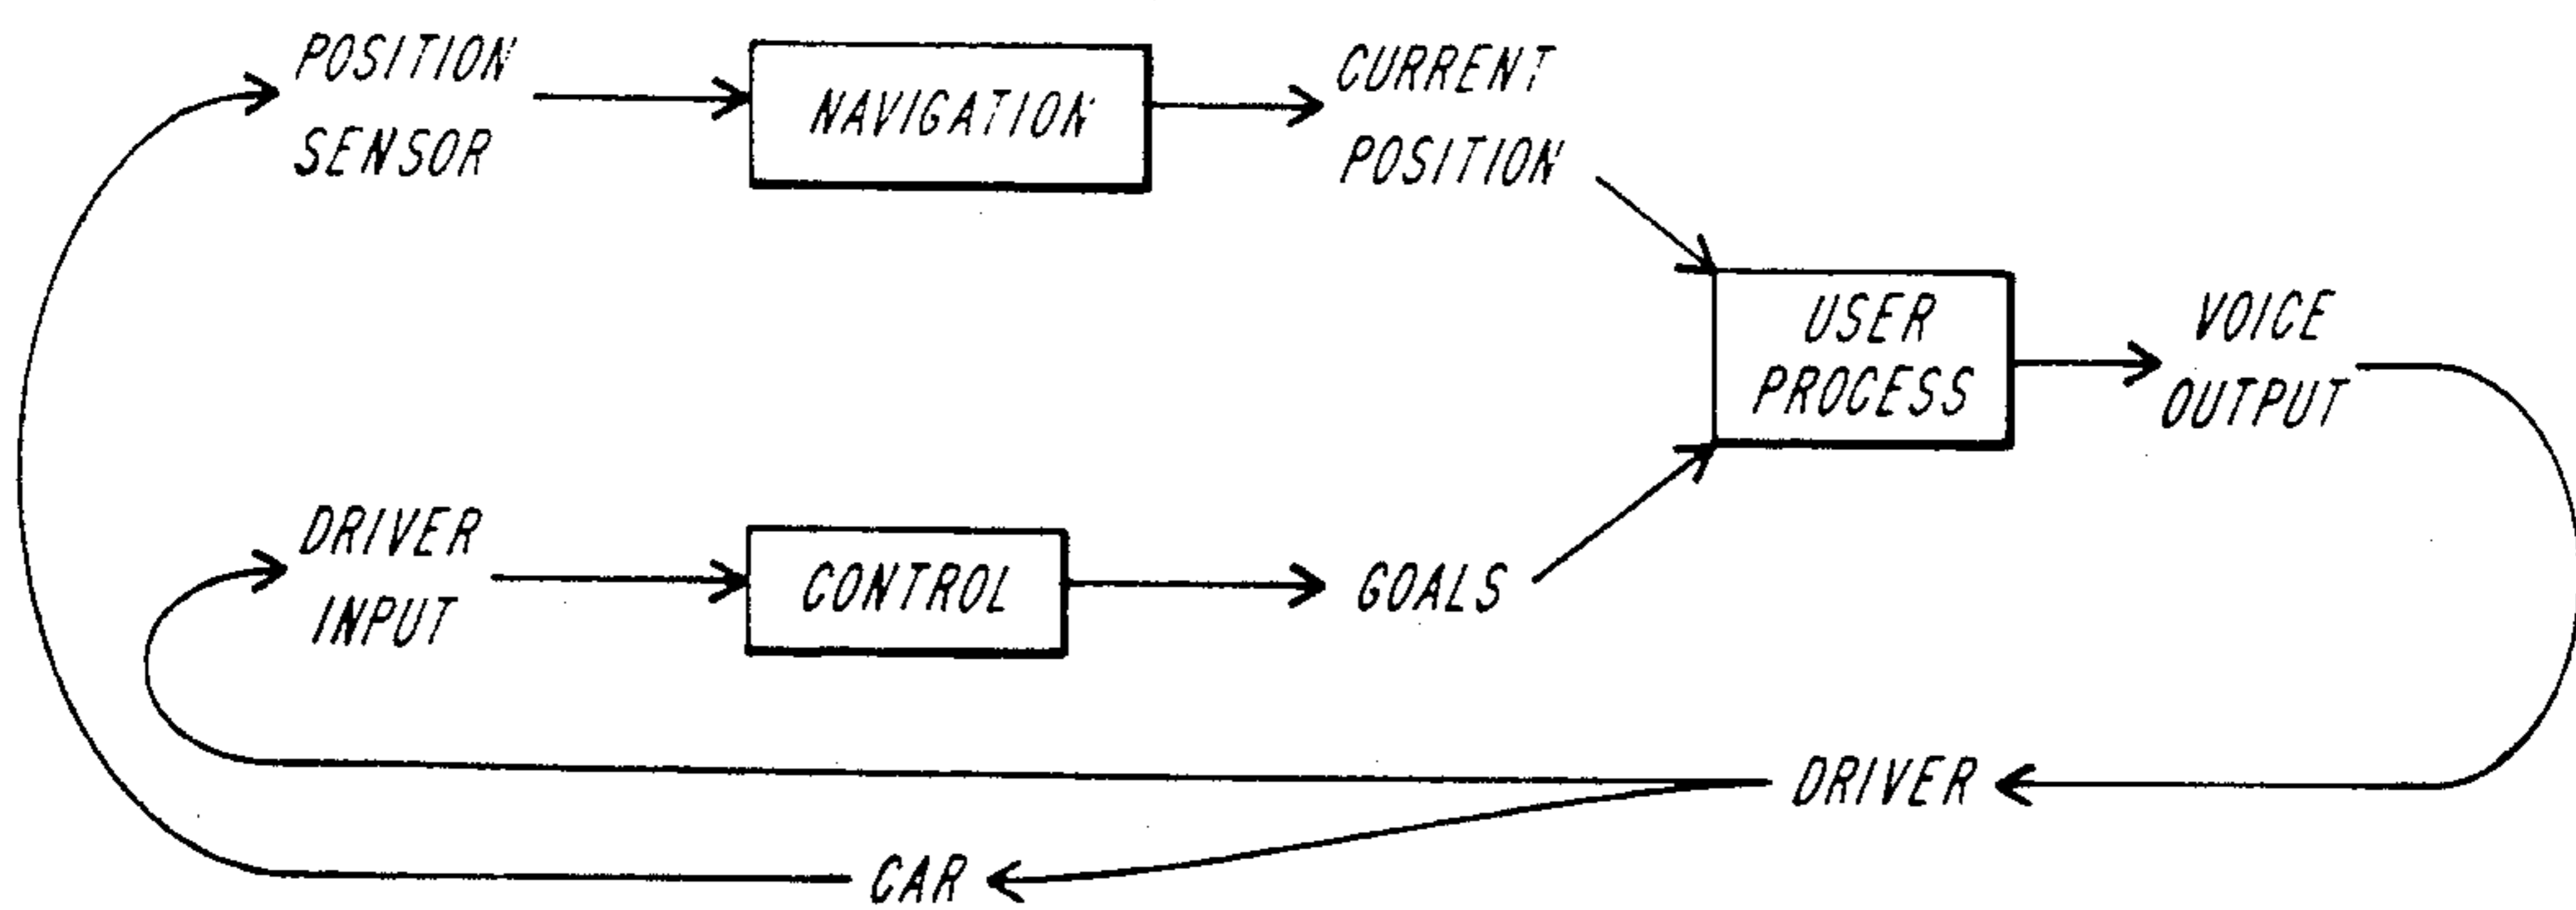 POSITION
SENSOR
NAVIGATION
CURRENT
POSITION
USER
PROCESS
VOICE
OUTPUT
DRIVER
INPUT
CONTROL
GOALS
DRIVER
CAR